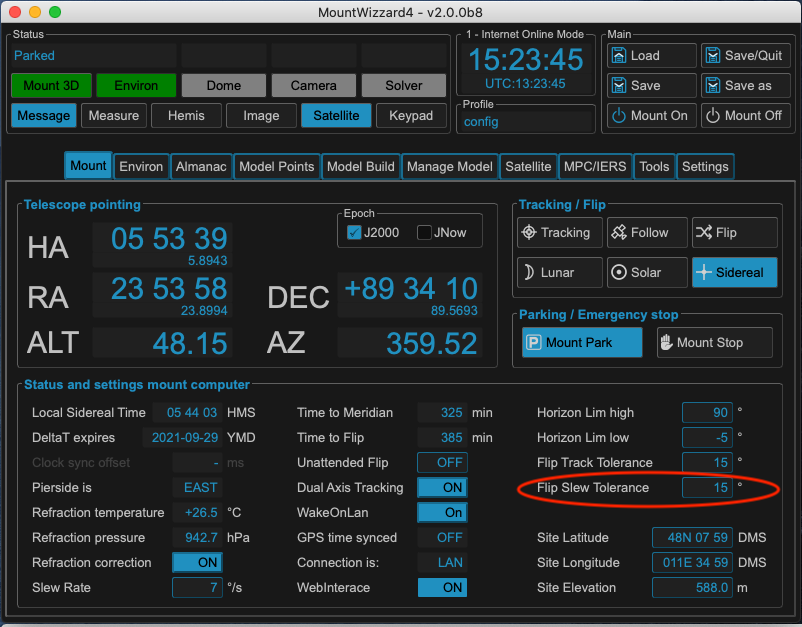 MountWizzard4 - v2.0.0b8
Status
Parked
Mount 3D Environ Dome Camera Solver
Message Measure Hemis Image Satellite Keypad
1 - Internet Online Mode
15:23:45
UTC:13:23:45
Profile
config
Main
Load Save/Quit
Save Save as
Mount On Mount Off
Mount Environ Almanac Model Points Model Build Manage Model Satellite MPC/IERS Tools Settings
Telescope pointing
Epoch
J2000 JNow
HA 05 53 39
5.8943
RA 23 53 58 DEC +89 34 10
23.8994 89.5693
ALT 48.15 AZ 359.52
Tracking / Flip
Tracking Follow Flip
Lunar Solar Sidereal
Parking / Emergency stop
P Mount Park Mount Stop
Status and settings mount computer
Local Sidereal Time 05 44 03 HMS
DeltaT expires 2021-09-29 YMD
Clock sync offset - ms
Pierside is EAST
Refraction temperature +26.5 °C
Refraction pressure 942.7 hPa
Refraction correction ON
Slew Rate 7 °/s
Time to Meridian 325 min
Time to Flip 385 min
Unattended Flip OFF
Dual Axis Tracking ON
WakeOnLan On
GPS time synced OFF
Connection is: LAN
WebInterace ON
Horizon Lim high 90 °
Horizon Lim low -5 °
Flip Track Tolerance 15 °
Flip Slew Tolerance 15 °
Site Latitude 48N 07 59 DMS
Site Longitude 011E 34 59 DMS
Site Elevation 588.0 m